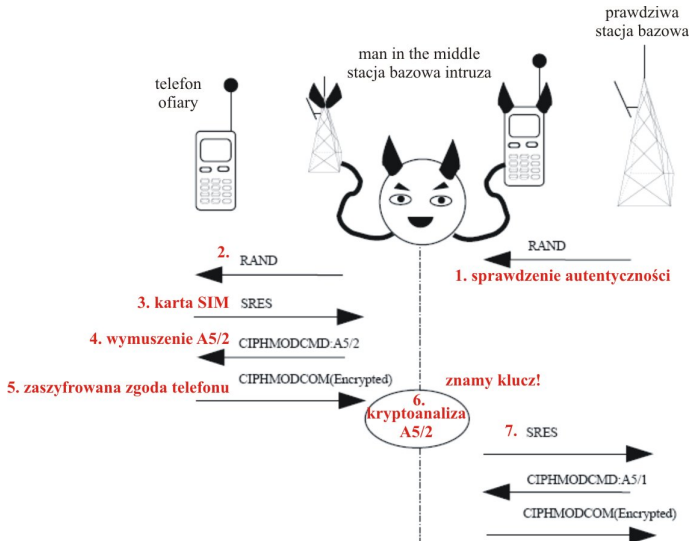 prawdziwa
stacja bazowa
man in the middle
stacja bazowa intruza
telefon
ofiary
RAND
1. sprawdzenie autentyczności
2. RAND
3. karta SIM SRES
4. wymuszenie A5/2 CIPHMODCMD:A5/2
5. zaszyfrowana zgoda telefonu CIPHMODCOM(Encrypted)
znamy klucz!
6.
kryptoanaliza
A5/2
7. SRES
CIPHMODCMD:A5/1
CIPHMODCOM(Encrypted)